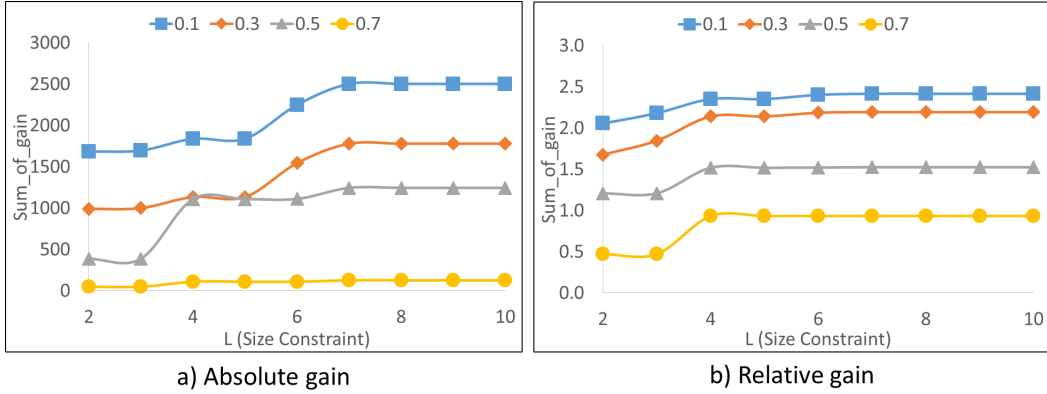 0.1 0.3 0.5 0.7
3000
2500
2000
1500
1000
500
0
Sum_of_gain
2 4 6 8 10
L (Size Constraint)
a) Absolute gain
0.1 0.3 0.5 0.7
3.0
2.5
2.0
1.5
1.0
0.5
0.0
Sum_of_gain
2 4 6 8 10
L (Size Constraint)
b) Relative gain